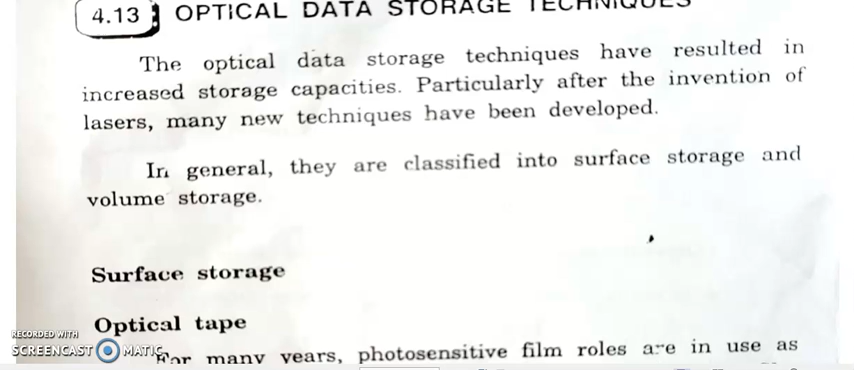 4.13 OPTICAL DATA STORAGE TECHNIQUES
The optical data storage techniques have resulted in
increased storage capacities. Particularly after the invention of
lasers, many new techniques have been developed.
In general, they are classified into surface storage and
volume storage.
Surface storage
Optical tape
For many years, photosensitive film roles are in use as
RECORDED WITH
SCREENCAST MATIC